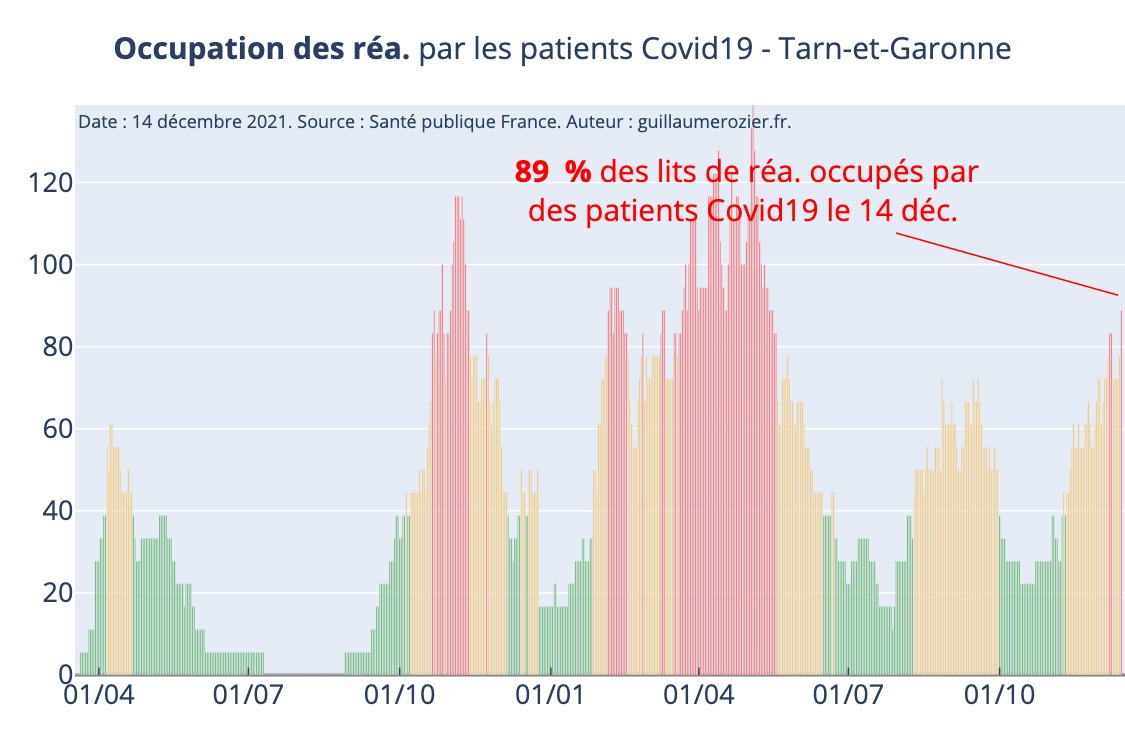 Occupation des réa. par les patients Covid19 - Tarn-et-Garonne
Date : 14 décembre 2021. Source : Santé publique France. Auteur : guillaumerozier.fr.
89 % des lits de réa. occupés par
des patients Covid19 le 14 déc.
120
100
80
60
40
20
0
01/04 01/07 01/10 01/01 01/04 01/07 01/10